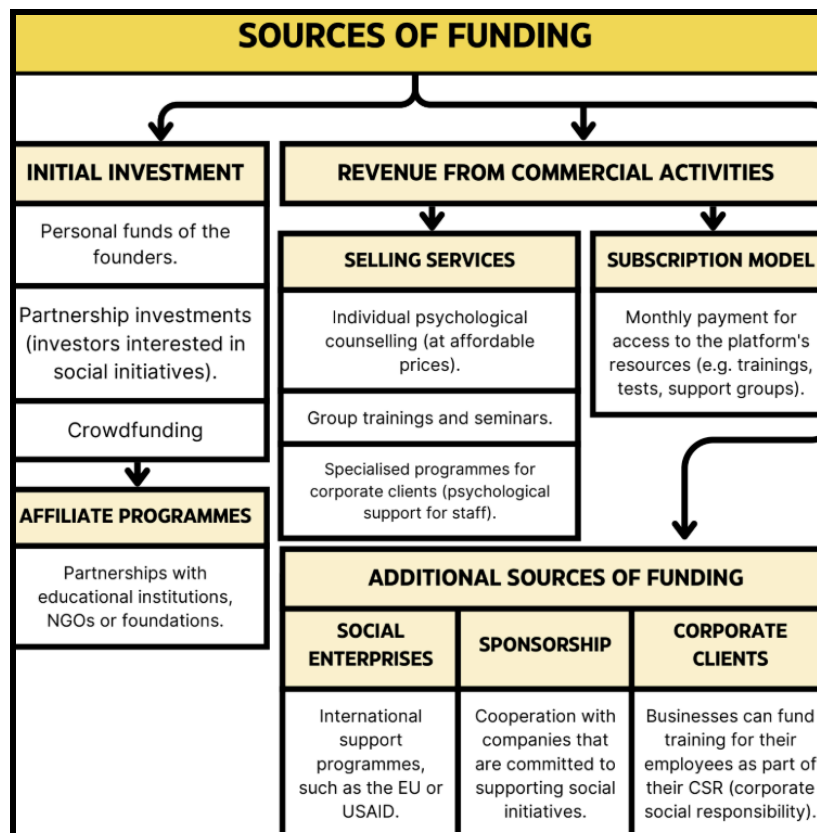 SOURCES OF FUNDING
INITIAL INVESTMENT
Personal funds of the
founders.
Partnership investments
(investors interested in
social initiatives).
Crowdfunding
AFFILIATE PROGRAMMES
Partnerships with
educational institutions,
NGOs or foundations.
REVENUE FROM COMMERCIAL ACTIVITIES
SELLING SERVICES
Individual psychological
counselling (at affordable
prices).
Group trainings and seminars.
Specialised programmes for
corporate clients (psychological
support for staff).
SUBSCRIPTION MODEL
Monthly payment for
access to the platform's
resources (e.g. trainings,
tests, support groups).
ADDITIONAL SOURCES OF FUNDING
SOCIAL
ENTERPRISES
International
support
programmes,
such as the EU or
USAID.
SPONSORSHIP
Cooperation with
companies that
are committed to
supporting social
initiatives.
CORPORATE
CLIENTS
Businesses can fund
training for their
employees as part of
their CSR (corporate
social responsibility).